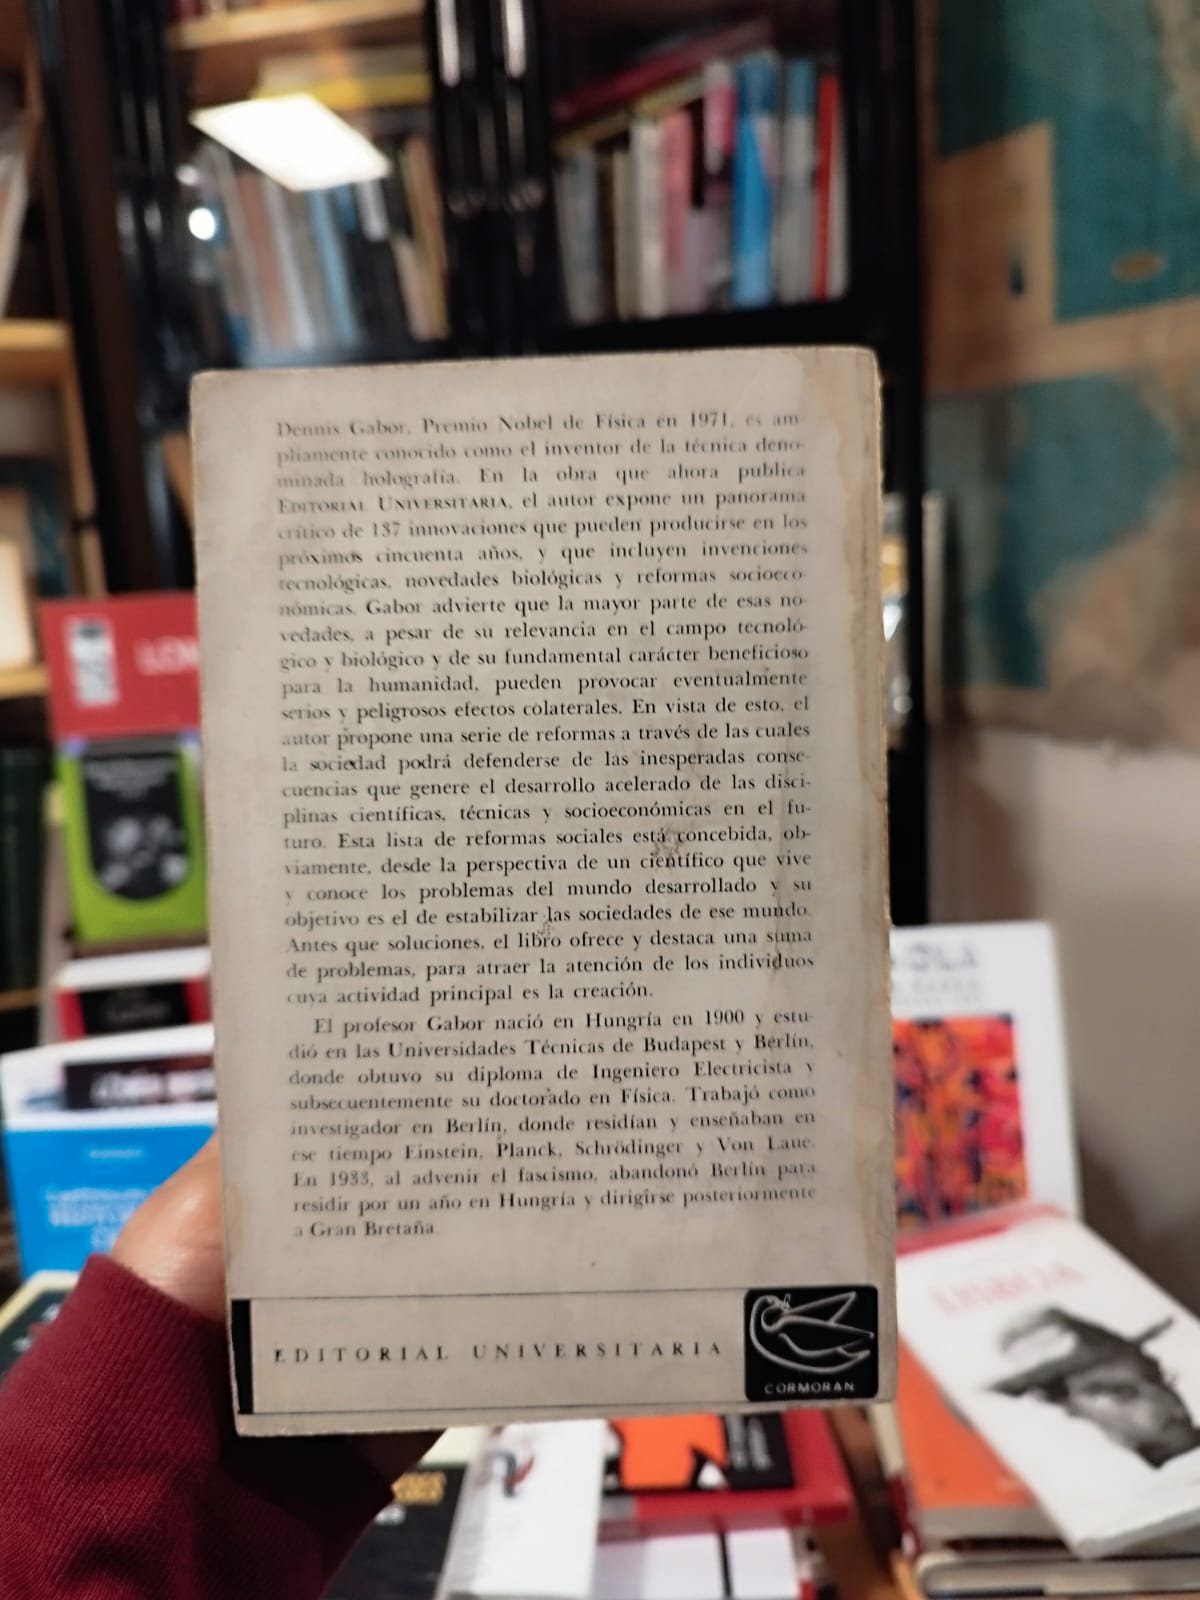 Dennis Gabor, Premio Nobel de Física en 1971, es am-
pliamente conocido como el inventor de la técnica deno-
minada holografía. En la obra que ahora publica
EDITORIAL UNIVERSITARIA, el autor expone un panorama
crítico de 137 innovaciones que pueden producirse en los
próximos cincuenta años, y que incluyen invenciones
tecnológicas, novedades biológicas y reformas socioeco-
nómicas. Gabor advierte que la mayor parte de esas no-
vedades, a pesar de su relevancia en el campo tecnoló-
gico y biológico y de su fundamental carácter beneficioso
para la humanidad, pueden provocar eventualmente
serios y peligrosos efectos colaterales. En vista de esto, el
autor propone una serie de reformas a través de las cuales
la sociedad podrá defenderse de las inesperadas conse-
cuencias que genere el desarrollo acelerado de las disci-
plinas científicas, técnicas y socioeconómicas en el fu-
turo. Esta lista de reformas sociales está concebida, ob-
viamente, desde la perspectiva de un científico que vive
y conoce los problemas del mundo desarrollado y su
objetivo es el de estabilizar las sociedades de ese mundo.
Antes que soluciones, el libro ofrece y destaca una suma
de problemas, para atraer la atención de los individuos
cuya actividad principal es la creación.
El profesor Gabor nació en Hungría en 1900 y estu-
dió en las Universidades Técnicas de Budapest y Berlín,
donde obtuvo su diploma de Ingeniero Electricista y
subsecuentemente su doctorado en Física. Trabajó como
investigador en Berlín, donde residían y enseñaban en
ese tiempo Einstein, Planck, Schrödinger y Von Laue.
En 1933, al advenir el fascismo, abandonó Berlín para
residir por un año en Hungría y dirigirse posteriormente
a Gran Bretaña.
EDITORIAL UNIVERSITARIA
CORMORAN
LISBOA